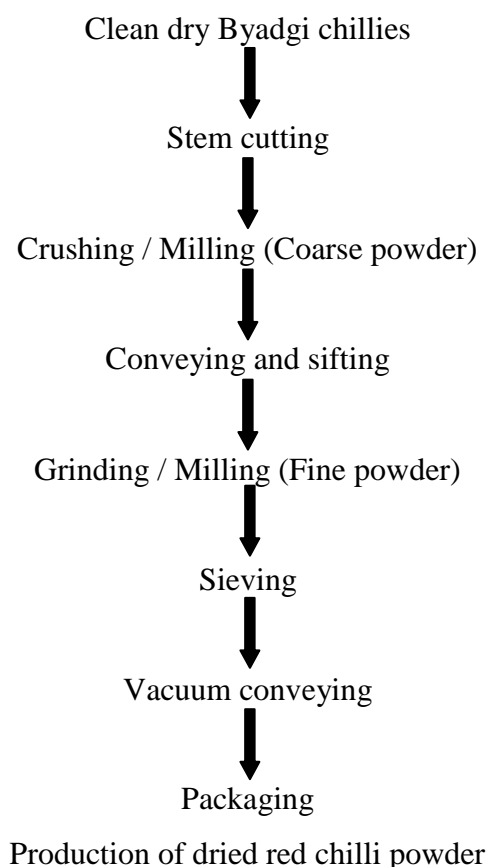 Clean dry Byadgi chillies
Stem cutting
Crushing / Milling (Coarse powder)
Conveying and sifting
Grinding / Milling (Fine powder)
Sieving
Vacuum conveying
Packaging
Production of dried red chilli powder